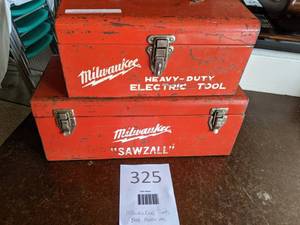 Milwaukee
HEAVY-DUTY
ELECTRIC TOOL
Milwaukee
"SAWZALL"
325